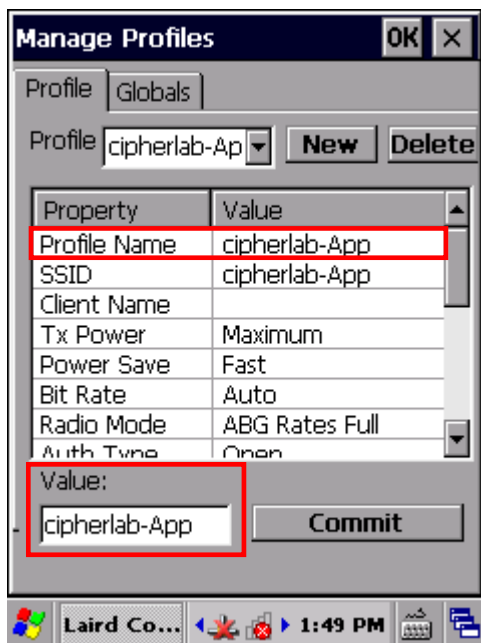 Manage Profiles OK ×
Profile Globals
Profile cipherlab-Ap New Delete
Property Value
Profile Name cipherlab-App
SSID cipherlab-App
Client Name
Tx Power Maximum
Power Save Fast
Bit Rate Auto
Radio Mode ABG Rates Full
Auth Type Open
Value:
cipherlab-App Commit
Laird Co... 1:49 PM